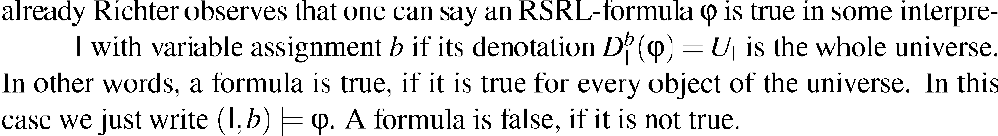 already Richter observes that one can say an RSRL-formula φ is true in some interpre-
I with variable assignment b if its denotation D_I^b(φ) = U_I is the whole universe.
In other words, a formula is true, if it is true for every object of the universe. In this
case we just write (I,b) ⊨ φ. A formula is false, if it is not true.